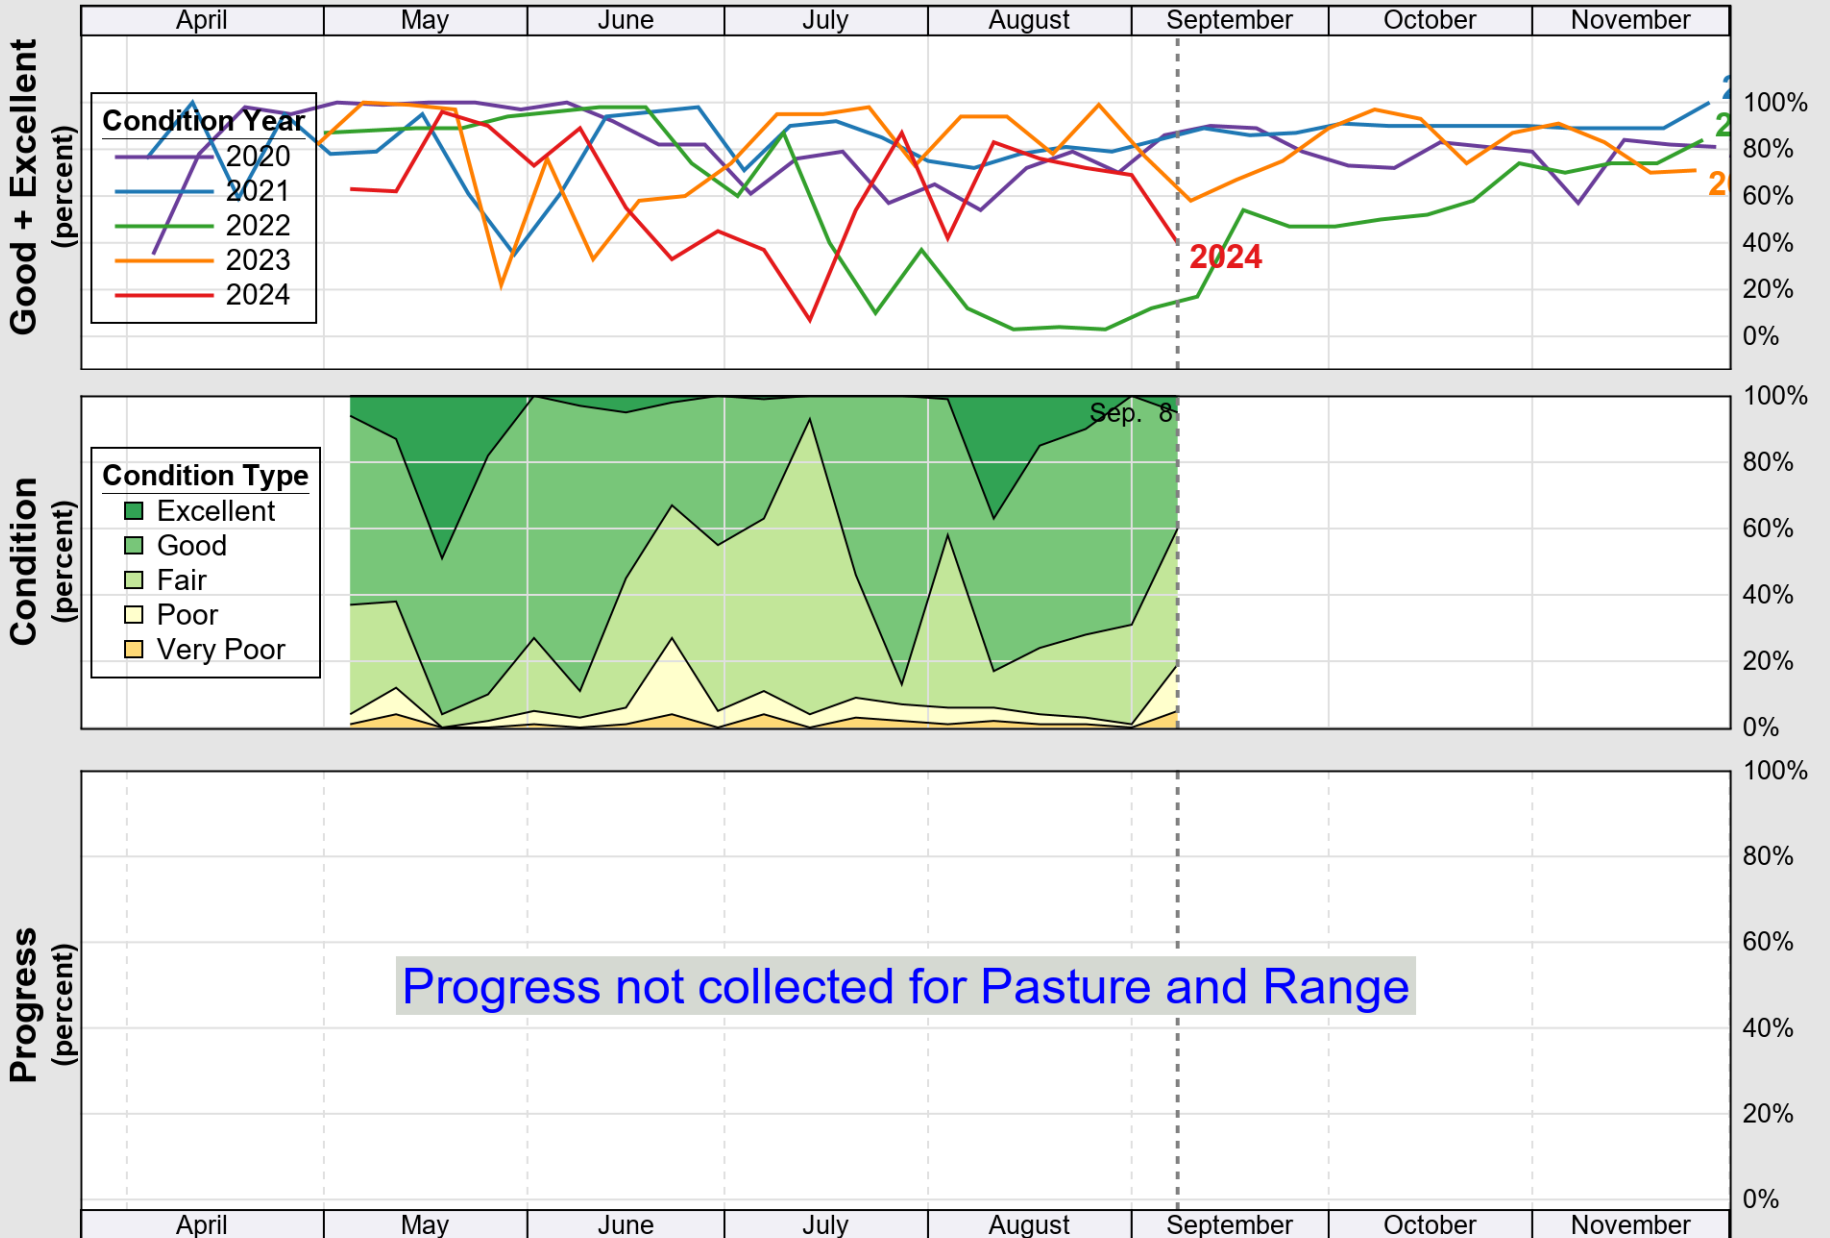 April May June July August September October November
Good + Excellent
(percent)
Condition Year
2020
2021
2022
2023
2024
2024
100%
80%
60%
40%
20%
0%
Condition
(percent)
Condition Type
Excellent
Good
Fair
Poor
Very Poor
Sep. 8
100%
80%
60%
40%
20%
0%
Progress
(percent)
Progress not collected for Pasture and Range
100%
80%
60%
40%
20%
0%
April May June July August September October November